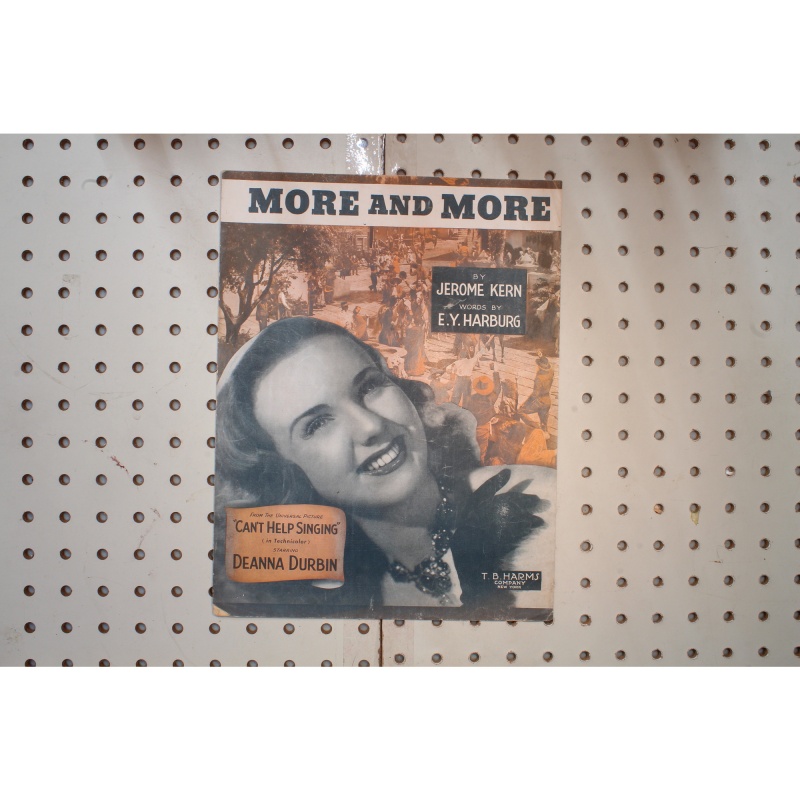 MORE AND MORE
BY
JEROME KERN
WORDS BY
E.Y. HARBURG
FROM THE UNIVERSAL PICTURE
"CAN'T HELP SINGING"
(in Technicolor)
STARRING
DEANNA DURBIN
T. B. HARMS
COMPANY
NEW YORK